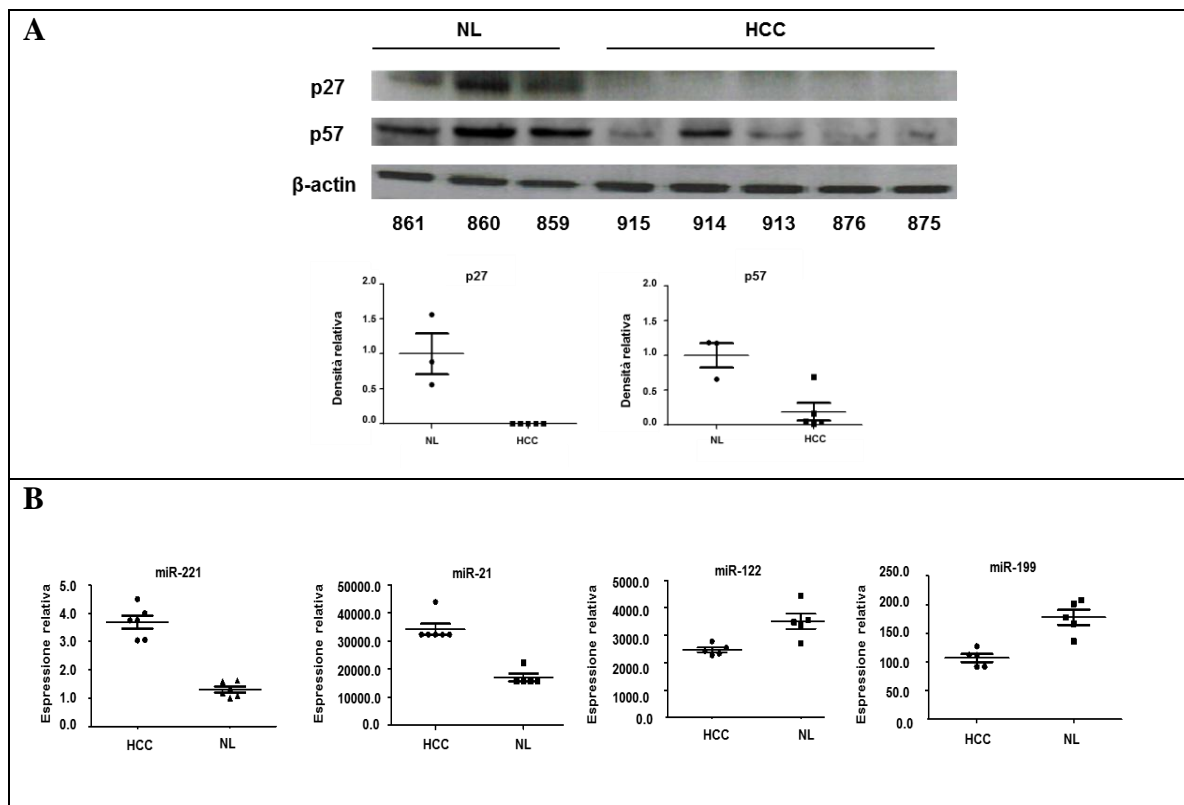 A
NL HCC
p27
p57
β-actin
861 860 859 915 914 913 876 875
p27
Densità relativa
2.0
1.5
1.0
0.5
0.0
NL HCC
p57
Densità relativa
2.0
1.5
1.0
0.5
0.0
NL HCC
B
miR-221
Espressione relativa
5.0
4.0
3.0
2.0
1.0
0.0
HCC NL
miR-21
Espressione relativa
50000.0
40000.0
30000.0
20000.0
10000.0
0.0
HCC NL
miR-122
Espressione relativa
5000.0
4000.0
3000.0
2000.0
1000.0
0.0
HCC NL
miR-199
Espressione relativa
250.0
200.0
150.0
100.0
50.0
0.0
HCC NL